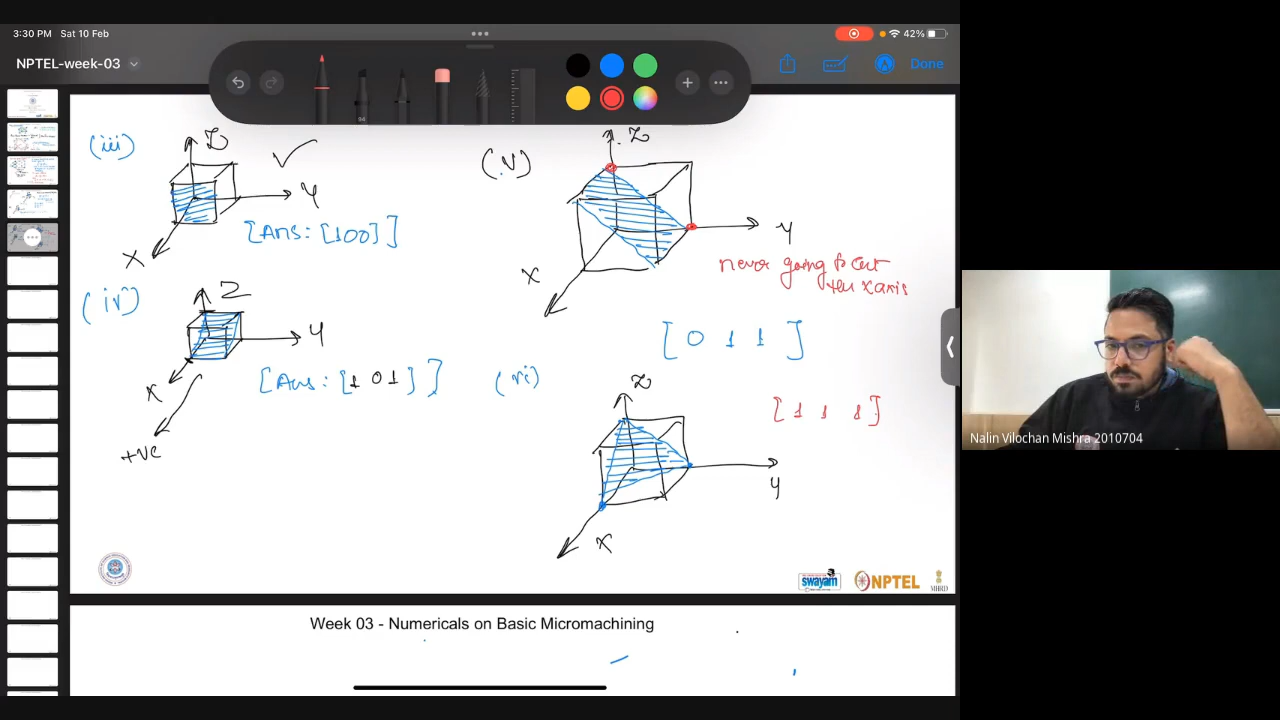 3:30 PM Sat 10 Feb
42%
NPTEL-week-03
Done
(iii)
Z
Y
X
[Ans: [100]]
(iv)
Z
Y
X
+ve
[Ans: [1 0 1]]
(v)
Z
Y
X
never going to cut
the x axis
[0 1 1]
(vi)
Z
Y
X
[1 1 1]
Nalin Vilochan Mishra 2010704
swayam
NPTEL
MHRD
Week 03 - Numericals on Basic Micromachining